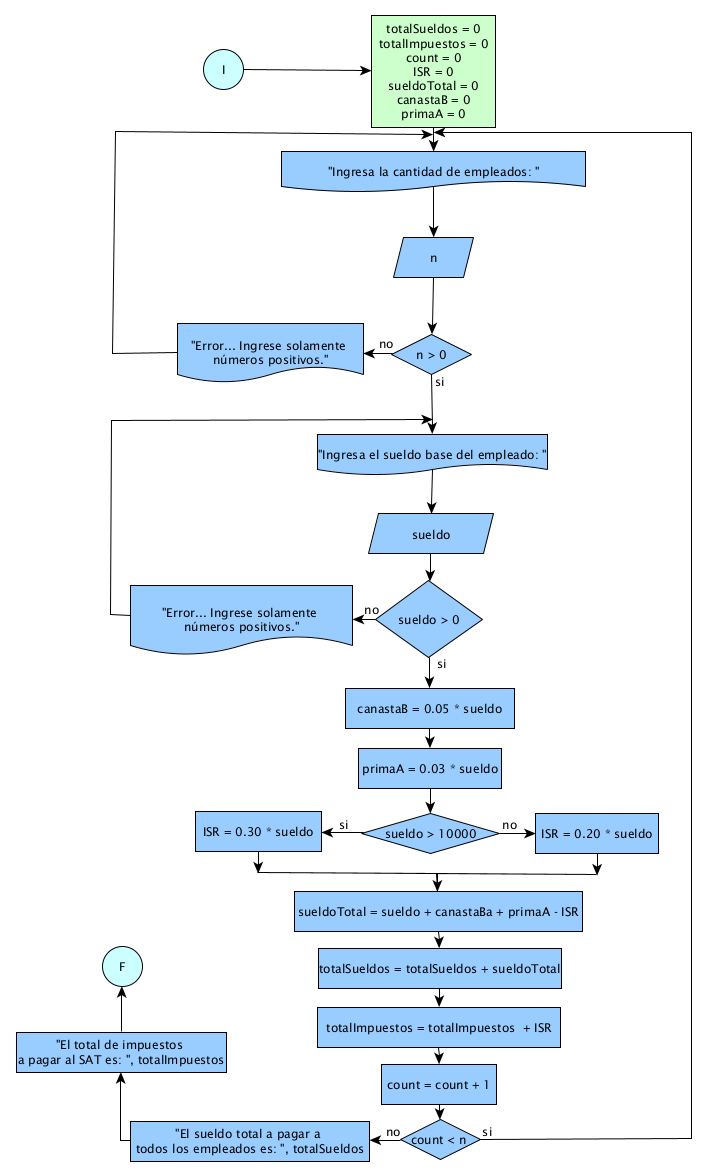 I
totalSueldos = 0
totalImpuestos = 0
count = 0
ISR = 0
sueldoTotal = 0
canastaB = 0
primaA = 0
"Ingresa la cantidad de empleados: "
n
"Error... Ingrese solamente
números positivos."
no
n > 0
si
"Ingresa el sueldo base del empleado: "
sueldo
"Error... Ingrese solamente
números positivos."
no
sueldo > 0
si
canastaB = 0.05 * sueldo
primaA = 0.03 * sueldo
ISR = 0.30 * sueldo
si
sueldo > 10000
no
ISR = 0.20 * sueldo
sueldoTotal = sueldo + canastaBa + primaA - ISR
totalSueldos = totalSueldos + sueldoTotal
totalImpuestos = totalImpuestos  + ISR
count = count + 1
count < n
si
no
"El sueldo total a pagar a
todos los empleados es: ", totalSueldos
"El total de impuestos
a pagar al SAT es: ", totalImpuestos
F